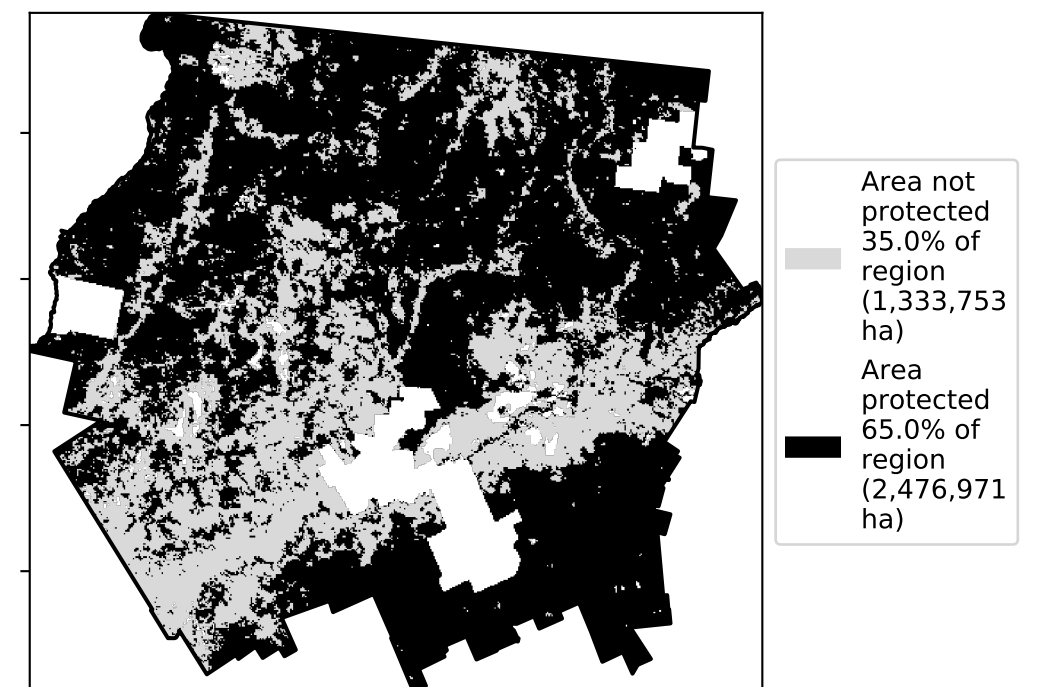 Area not
protected
35.0% of
region
(1,333,753
ha)
Area
protected
65.0% of
region
(2,476,971
ha)